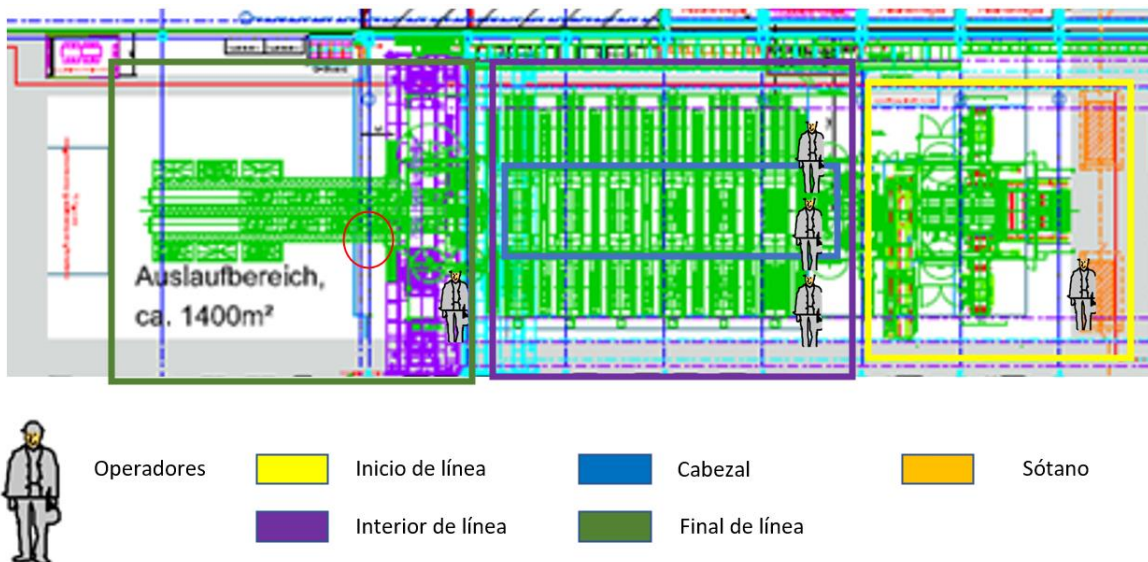 Auslaufbereich,
ca. 1400m²
Operadores
Inicio de línea
Cabezal
Sótano
Interior de línea
Final de línea